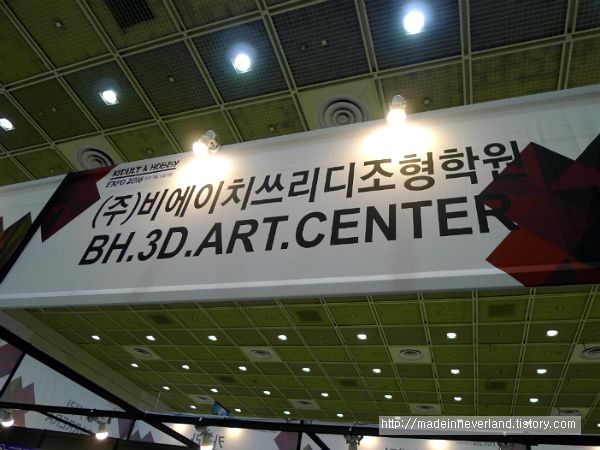 KIDULT & HOBBY
EXPO 2016
(주)비에이치쓰리디조형학원
BH.3D.ART.CENTER
http://madeinneverland.tistory.com